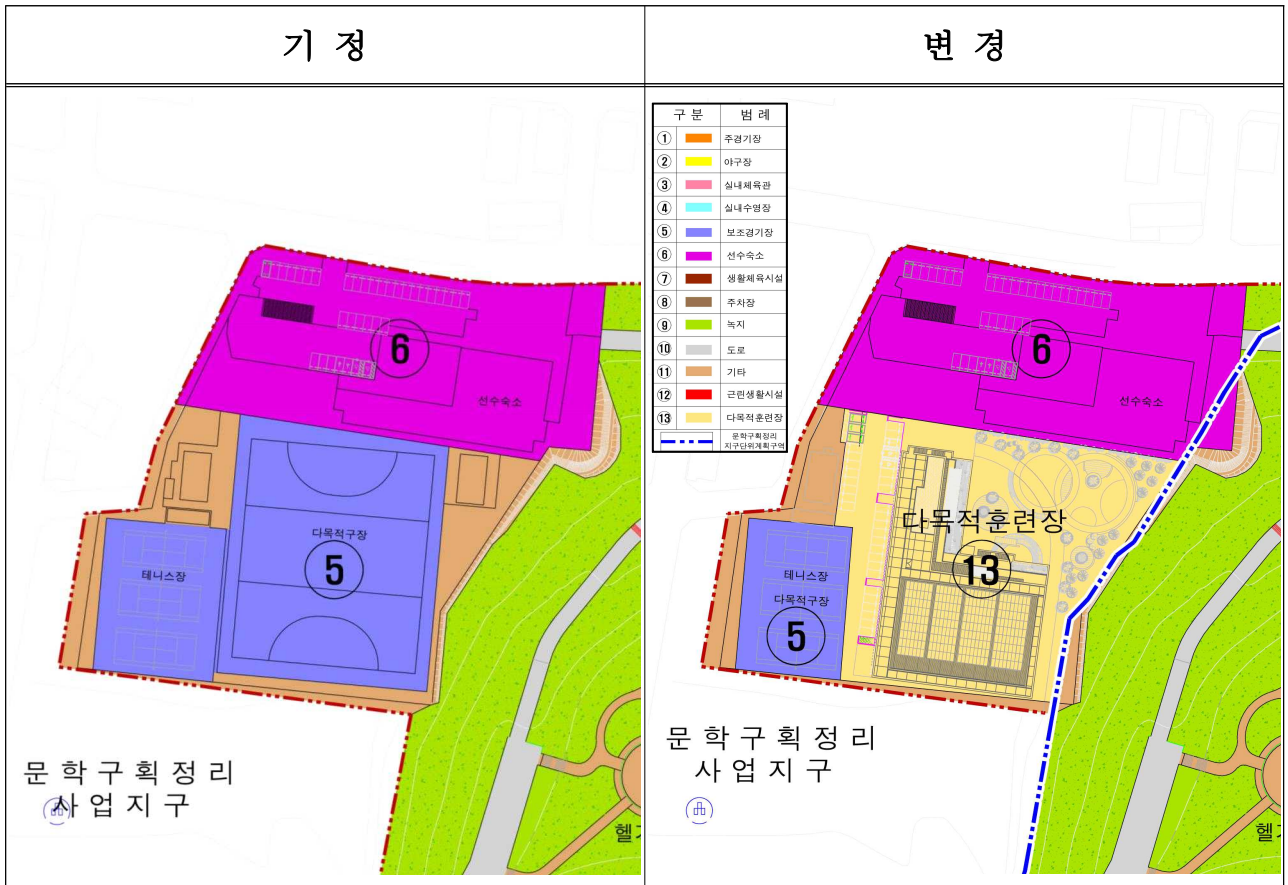 기 정
변 경
6
선수숙소
다목적구장
5
테니스장
문 학 구 획 정 리
사 업 지 구
헬
구 분 범 례
① 주경기장
② 야구장
③ 실내체육관
④ 실내수영장
⑤ 보조경기장
⑥ 선수숙소
⑦ 생활체육시설
⑧ 주차장
⑨ 녹지
⑩ 도로
⑪ 기타
⑫ 근린생활시설
⑬ 다목적훈련장
문학구획정리
지구단위계획구역
6
선수숙소
다목적훈련장
13
테니스장
다목적구장
5
문 학 구 획 정 리
사 업 지 구
헬